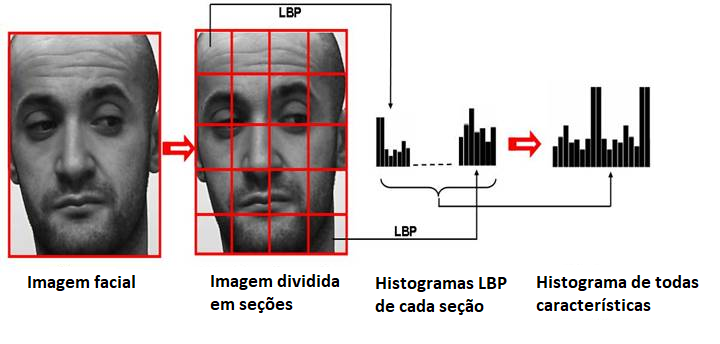 LBP
LBP
Imagem facial
Imagem dividida
em seções
Histogramas LBP
de cada seção
Histograma de todas
características